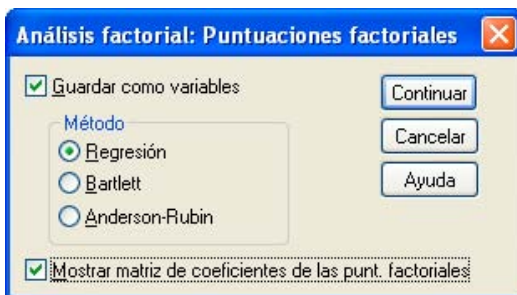 Análisis factorial: Puntuaciones factoriales
Guardar como variables
Método
Regresión
Bartlett
Anderson-Rubin
Mostrar matriz de coeficientes de las punt. factoriales
Continuar
Cancelar
Ayuda